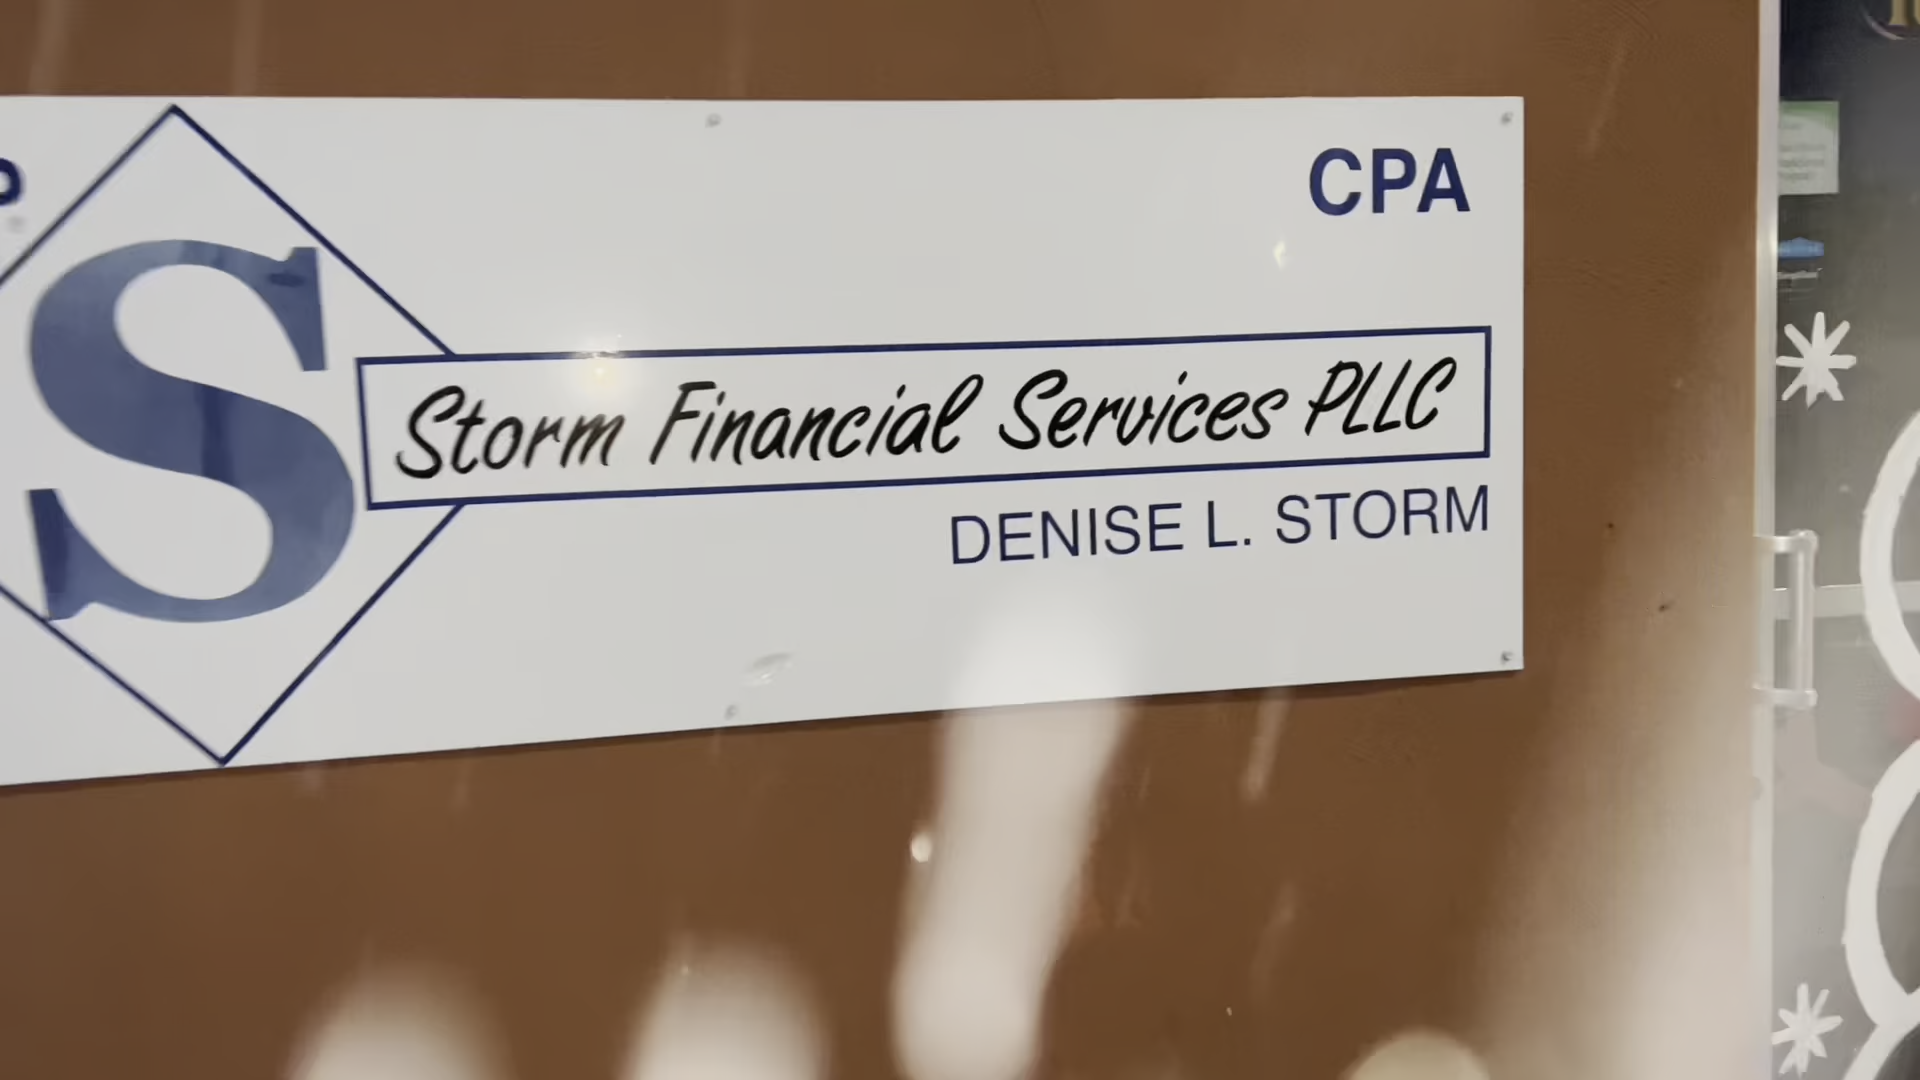 CPA
S
Storm Financial Services PLLC
DENISE L. STORM